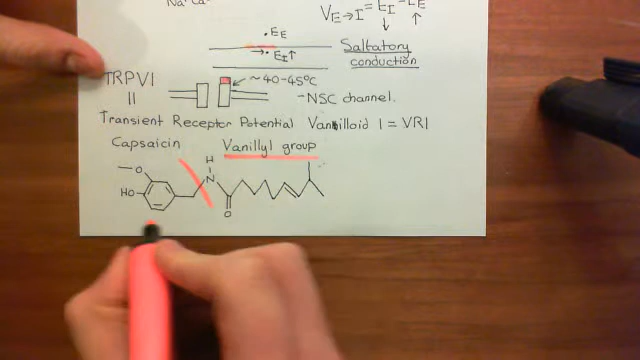 Na⁺ Ca²⁺
V_E → I = E_I - E_E
↓ ↑
. E_E
→ . E_I ↑
Saltatory
conduction
TRPV1
||
~40-45°C
-NSC channel.
Transient Receptor Potential Vanilloid 1 = VR1
Capsaicin
Vanillyl group
H
N
O
HO
O